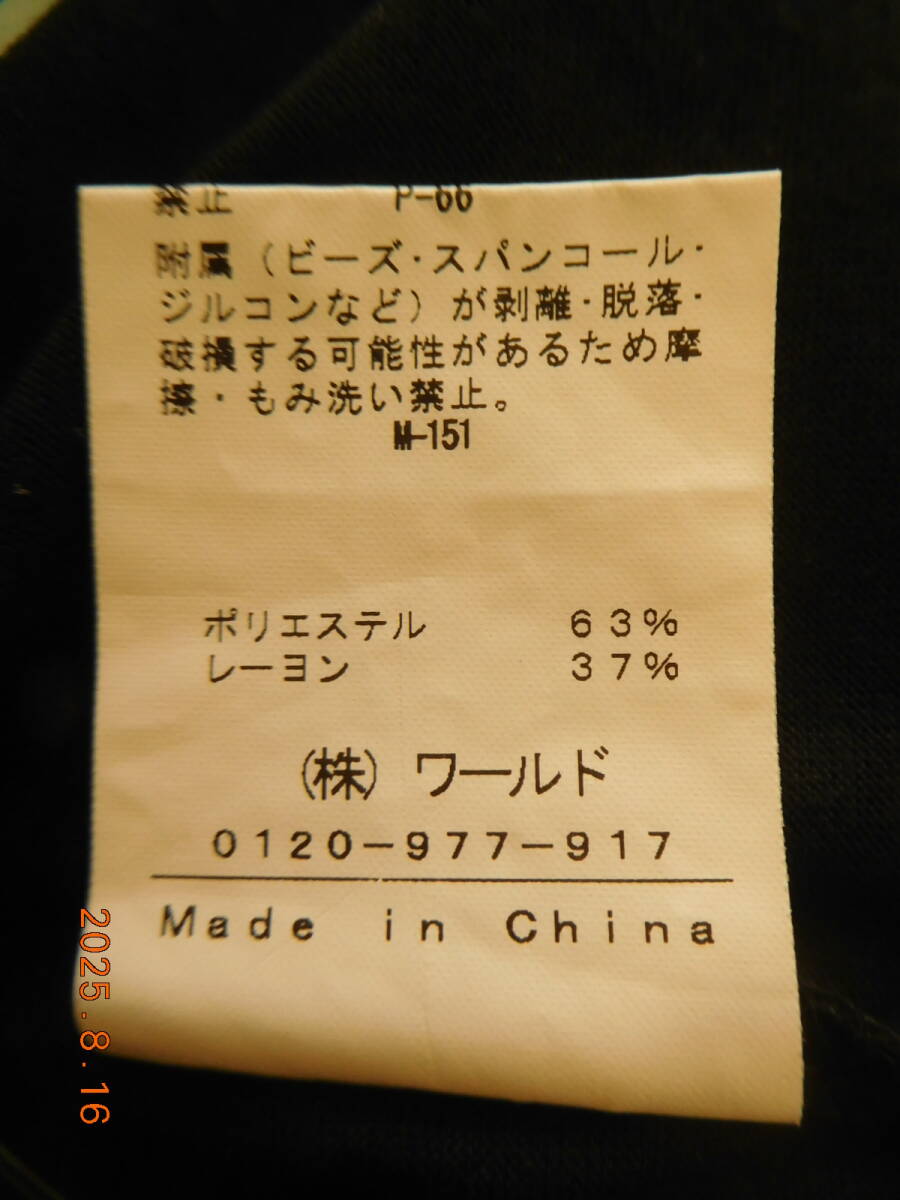 禁止 P-66
附属（ビーズ・スパンコール・
ジルコンなど）が剥離・脱落・
破損する可能性があるため摩
擦・もみ洗い禁止。
M-151
ポリエステル 63%
レーヨン 37%
(株) ワールド
0120-977-917
Made in China
2025.8.16